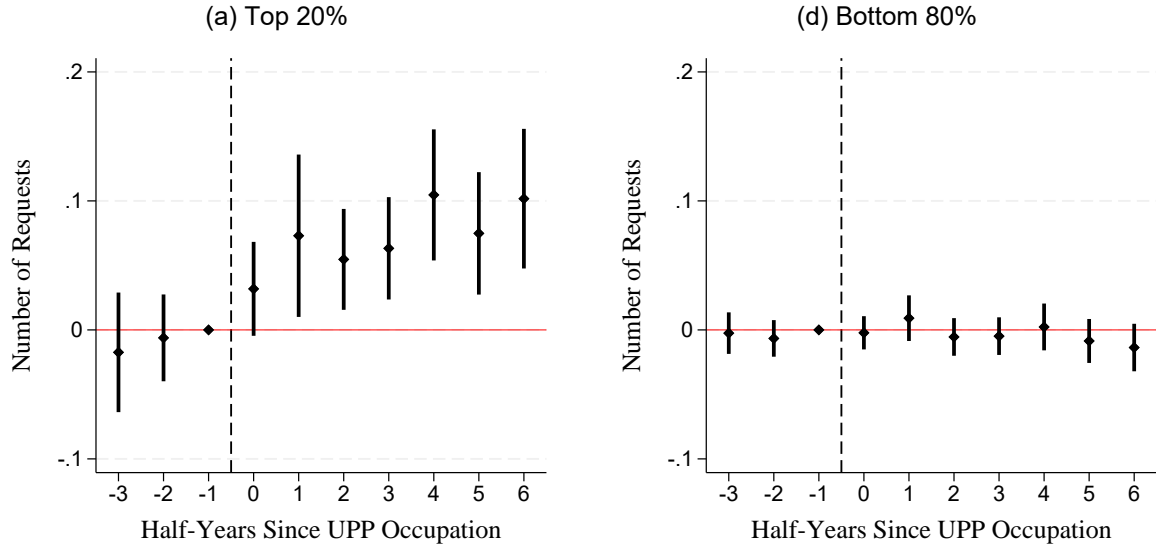 (a) Top 20%
Number of Requests
.2
.1
0
-.1
-3 -2 -1 0 1 2 3 4 5 6
Half-Years Since UPP Occupation
(d) Bottom 80%
Number of Requests
.2
.1
0
-.1
-3 -2 -1 0 1 2 3 4 5 6
Half-Years Since UPP Occupation